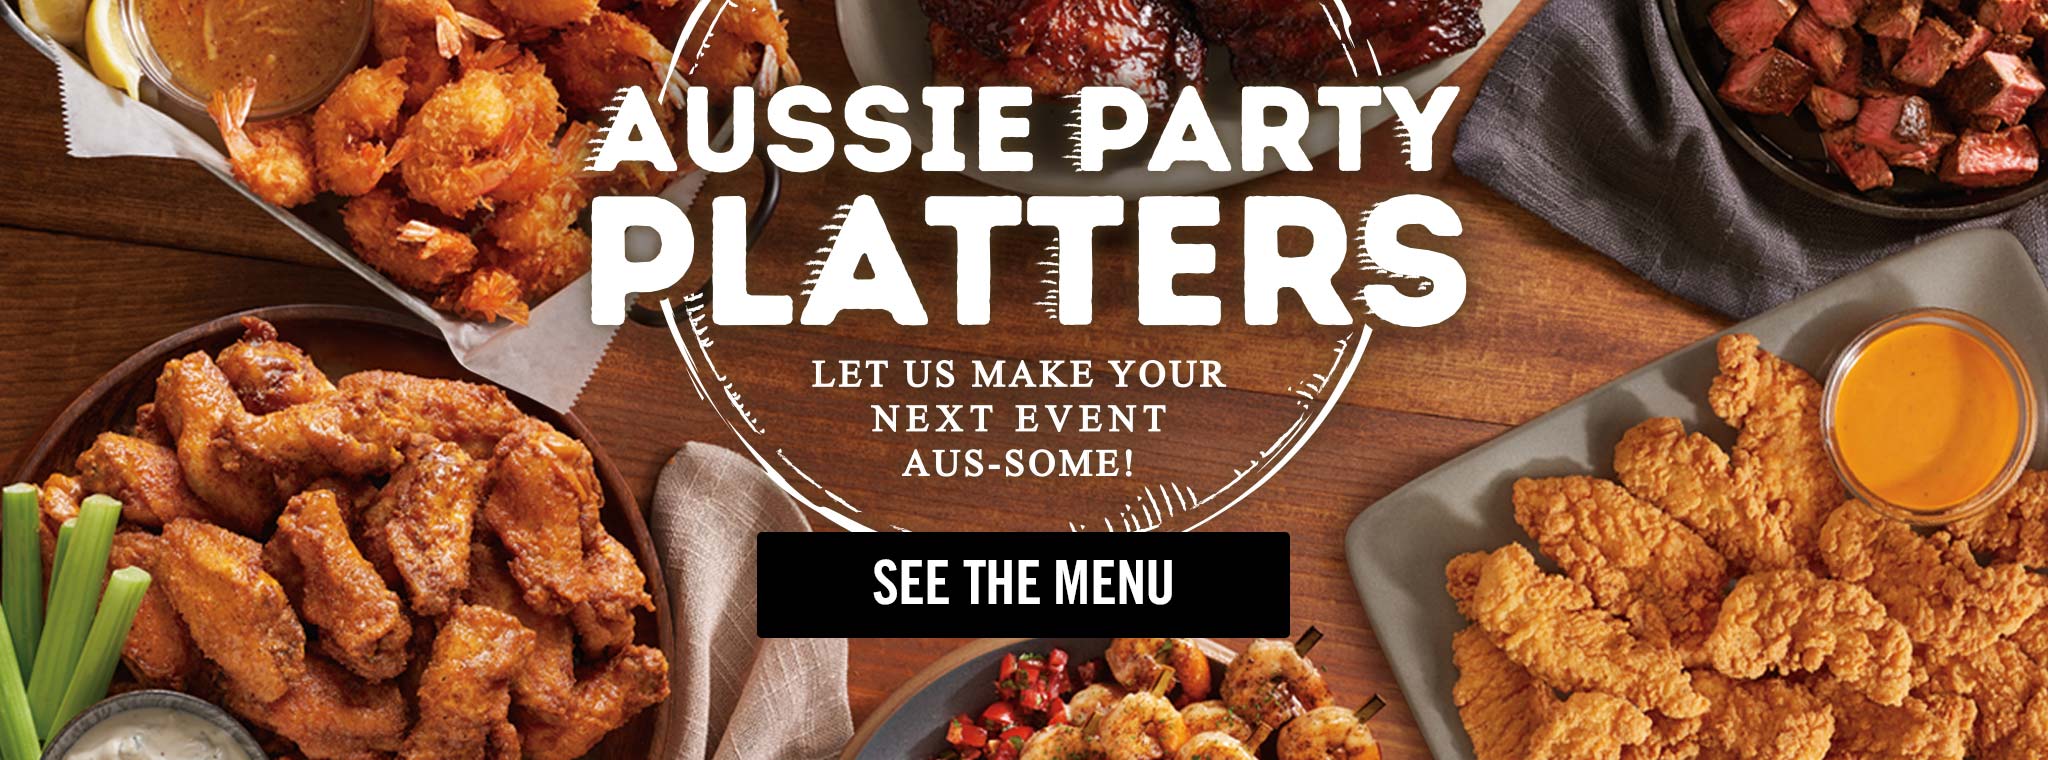 AUSSIE PARTY
PLATTERS
LET US MAKE YOUR
NEXT EVENT
AUS-SOME!
SEE THE MENU